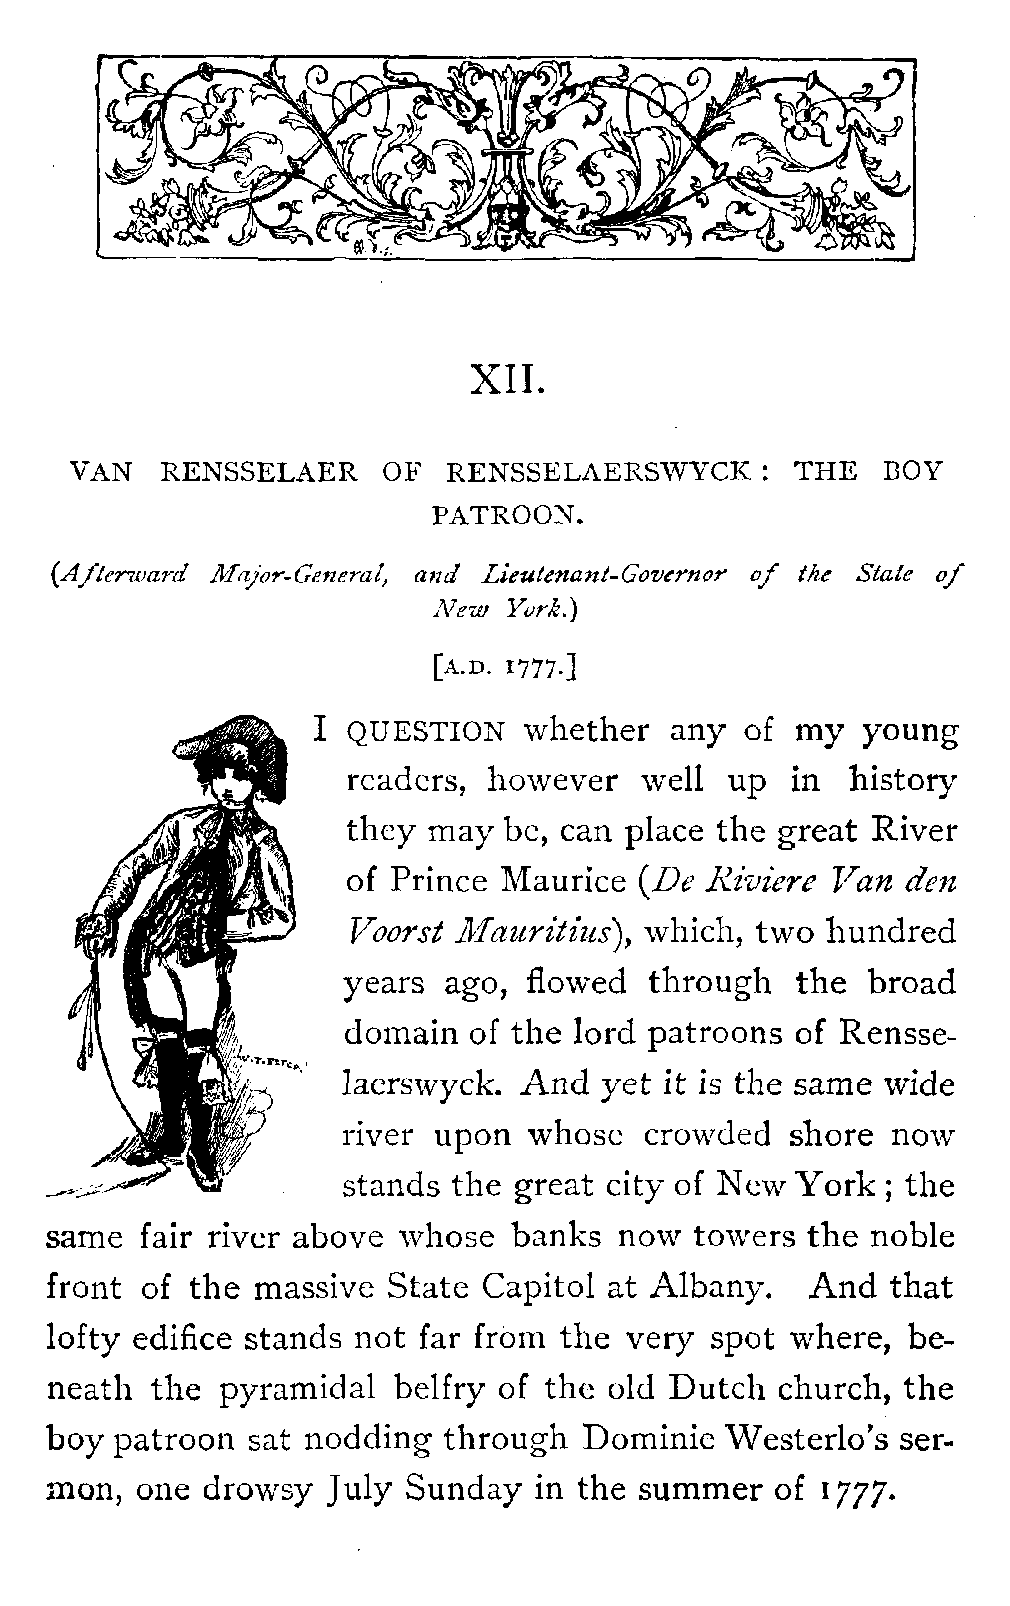 XII.
VAN RENSSELAER OF RENSSELAERSWYCK: THE BOY
PATROON.
(Afterward Major-General, and Lieutenant-Governor of the State of
New York.)
[A.D. 1777.]
I QUESTION whether any of my young
readers, however well up in history
they may be, can place the great River
of Prince Maurice (De Riviere Van den
Voorst Mauritius), which, two hundred
years ago, flowed through the broad
domain of the lord patroons of Rensse-
laerswyck. And yet it is the same wide
river upon whose crowded shore now
stands the great city of New York; the
same fair river above whose banks now towers the noble
front of the massive State Capitol at Albany. And that
lofty edifice stands not far from the very spot where, be-
neath the pyramidal belfry of the old Dutch church, the
boy patroon sat nodding through Dominie Westerlo's ser-
mon, one drowsy July Sunday in the summer of 1777.